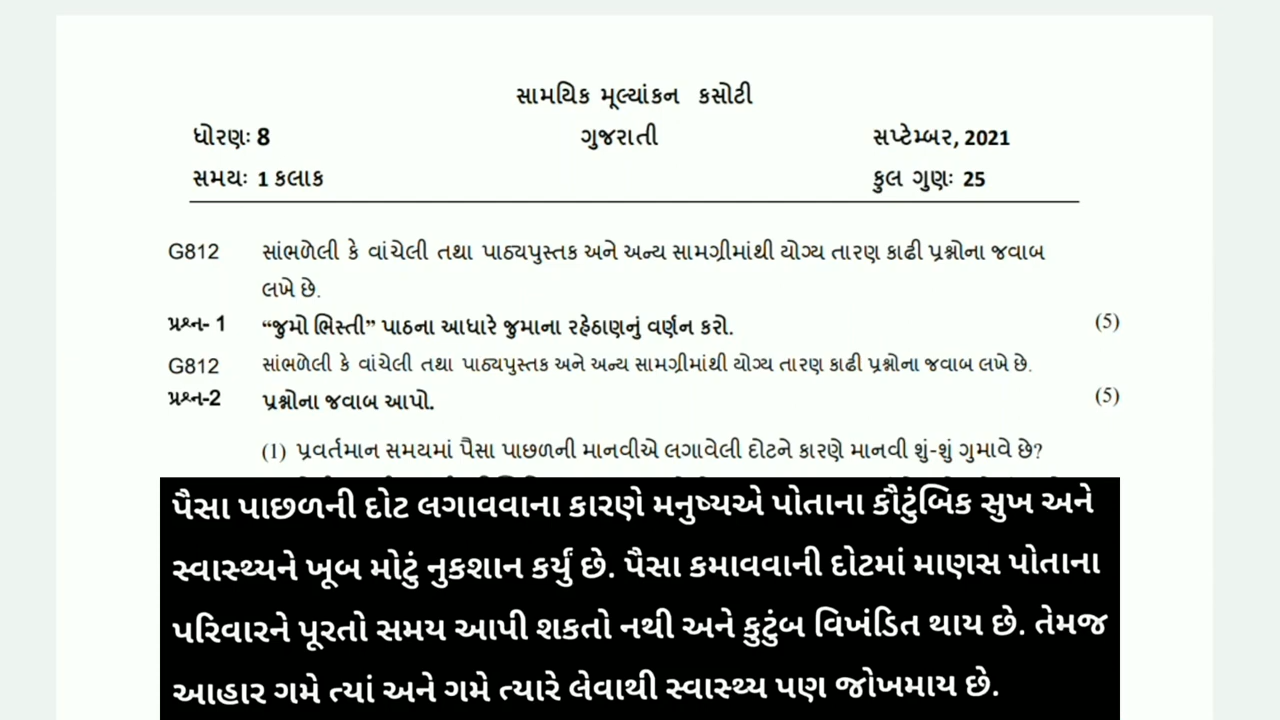 સામયિક મૂલ્યાંકન કસોટી
ધોરણઃ 8 ગુજરાતી સપ્ટેમ્બર, 2021
સમયઃ 1 કલાક કુલ ગુણઃ 25
G812 સાંભળેલી કે વાંચેલી તથા પાઠ્યપુસ્તક અને અન્ય સામગ્રીમાંથી યોગ્ય તારણ કાઢી પ્રશ્નોના જવાબ
લખે છે.
પ્રશ્ન- 1 “જુમો ભિસ્તી” પાઠના આધારે જુમાના રહેઠાણનું વર્ણન કરો. (5)
G812 સાંભળેલી કે વાંચેલી તથા પાઠ્યપુસ્તક અને અન્ય સામગ્રીમાંથી યોગ્ય તારણ કાઢી પ્રશ્નોના જવાબ લખે છે.
પ્રશ્ન-2 પ્રશ્નોના જવાબ આપો. (5)
(1) પ્રવર્તમાન સમયમાં પૈસા પાછળની માનવીએ લગાવેલી દોટને કારણે માનવી શું-શું ગુમાવે છે?
પૈસા પાછળની દોટ લગાવવાના કારણે મનુષ્યએ પોતાના કૌટુંબિક સુખ અને
સ્વાસ્થ્યને ખૂબ મોટું નુકશાન કર્યું છે. પૈસા કમાવવાની દોટમાં માણસ પોતાના
પરિવારને પૂરતો સમય આપી શકતો નથી અને કુટુંબ વિખંડિત થાય છે. તેમજ
આહાર ગમે ત્યાં અને ગમે ત્યારે લેવાથી સ્વાસ્થ્ય પણ જોખમાય છે.